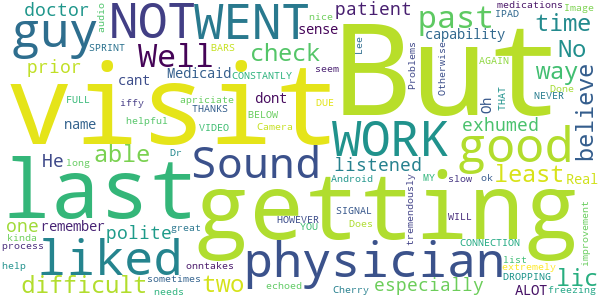 doctor
audio
NOT
WENT
patient
medications
Image
guy
SPRINT
nice
sense
Lee
past
IPAD
time
Well
BARS
check
But
capability
No
prior
Medicaid
CONSTANTLY
Problems
Otherwise
way
believe
cant
seem
AGAIN
Done
FULL
iffy
dont
DUE
Oh
THAT
NEVER
visit
apriciate
THANKS
BELOW
name
helpful
VIDEO
Camera
WORK
exhumed
good
He
long
able
Dr
Sound
listened
least
Real
last
getting
Android
MY
slow
ok
one
remember
HOWEVER
SIGNAL
tremendously
WILL
kinda
polite
great
YOU
Does
CONNECTION
improvement
process
liked
physician
list
extremely
help
onntakes
DROPPING
lic
difficult
sometimes
two
especially
needs
echoed
Cherry
ALOT
freezing